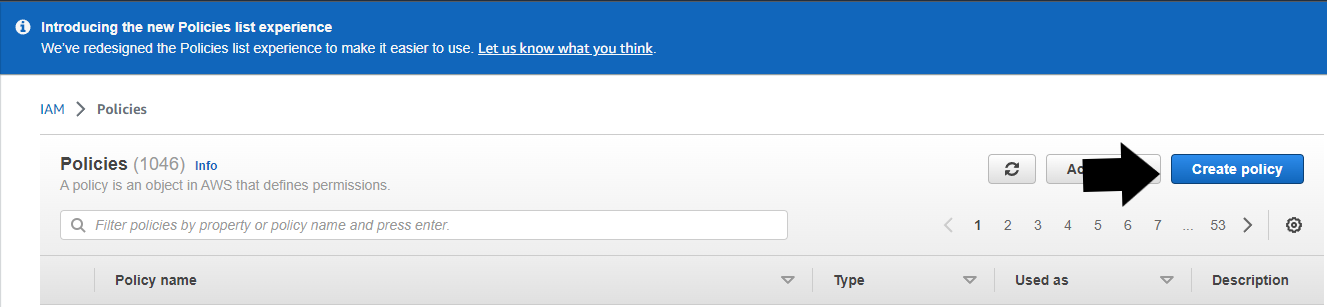 Introducing the new Policies list experience
We've redesigned the Policies list experience to make it easier to use. Let us know what you think.
IAM Policies
Policies (1046) Info
Create policy
A policy is an object in AWS that defines permissions.
Filter policies by property or policy name and press enter.
1 2 3 4 5 6 7 ... 53
Policy name Type Used as Description